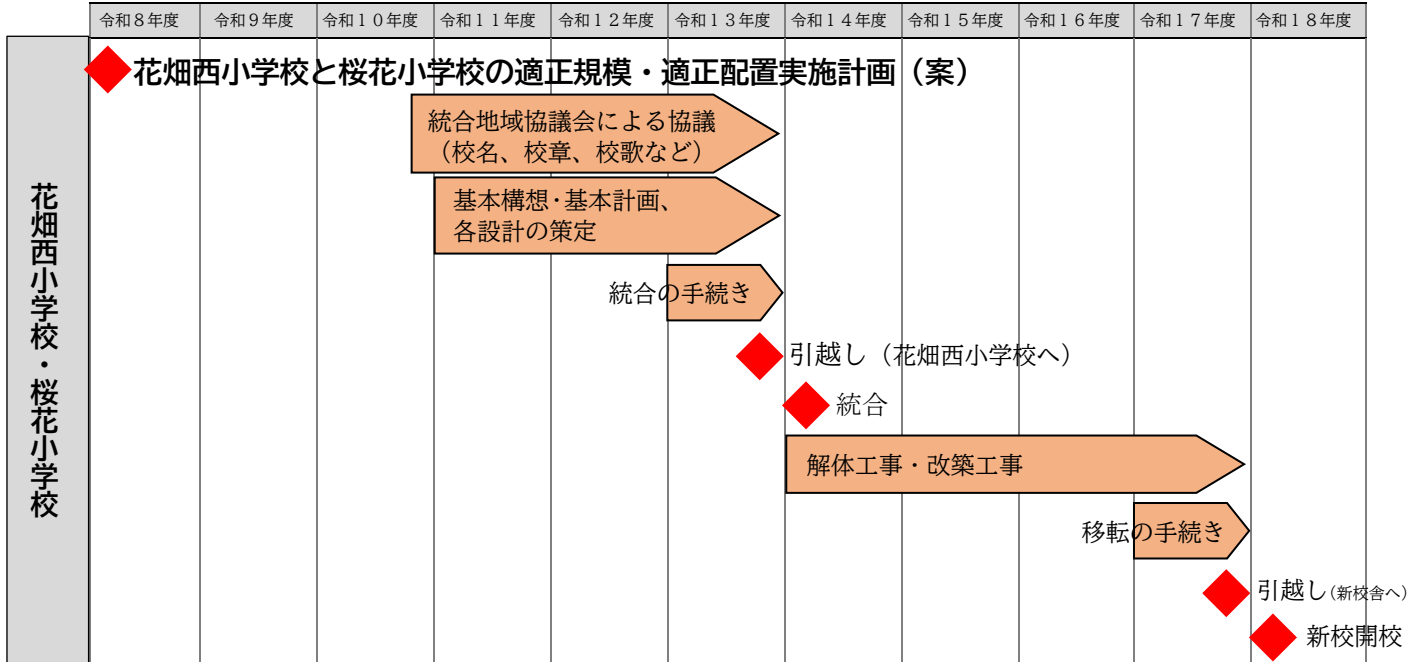 令和８年度 令和９年度 令和１０年度 令和１１年度 令和１２年度 令和１３年度 令和１４年度 令和１５年度 令和１６年度 令和１７年度 令和１８年度
花畑西小学校・桜花小学校
花畑西小学校と桜花小学校の適正規模・適正配置実施計画（案）
統合地域協議会による協議
（校名、校章、校歌など）
基本構想・基本計画、
各設計の策定
統合の手続き
引越し（花畑西小学校へ）
統合
解体工事・改築工事
移転の手続き
引越し(新校舎へ)
新校開校